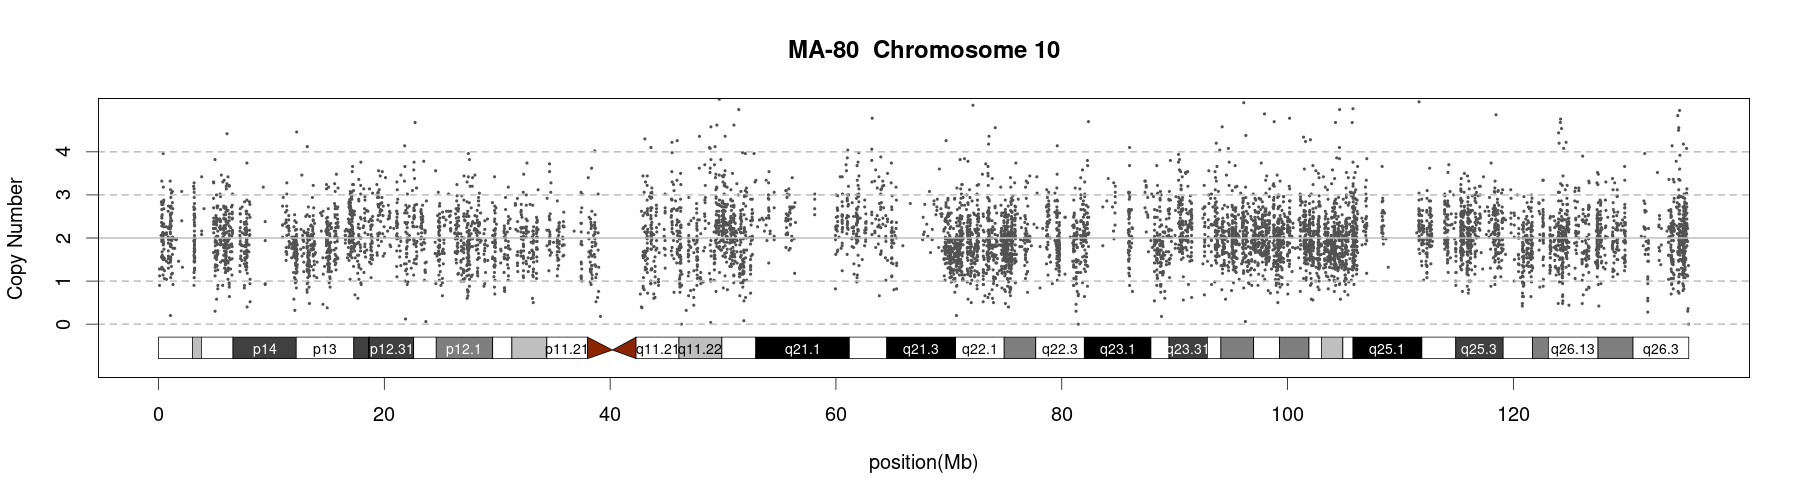 MA-80  Chromosome 10
Copy Number
4
3
2
1
0
p14 p13 p12.31 p12.1 p11.21 q11.21 q11.22 q21.1 q21.3 q22.1 q22.3 q23.1 q23.31 q25.1 q25.3 q26.13 q26.3
0 20 40 60 80 100 120
position(Mb)